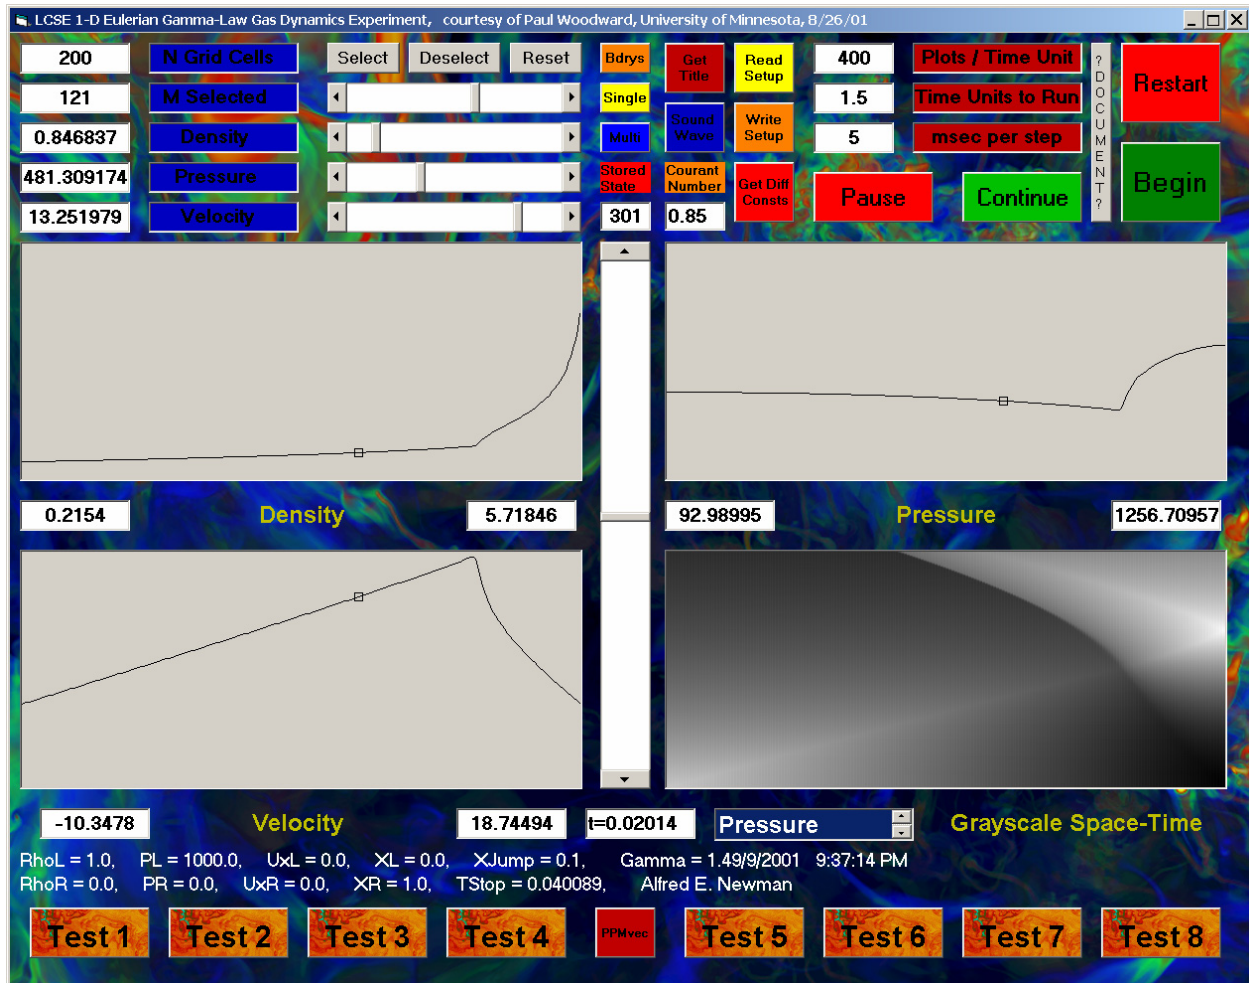 LCSE 1-D Eulerian Gamma-Law Gas Dynamics Experiment, courtesy of Paul Woodward, University of Minnesota, 8/26/01
200 N Grid Cells Select Deselect Reset Bdrys Get Title Read Setup 400 Plots / Time Unit ?DOCUMENT? Restart
121 M Selected Single 1.5 Time Units to Run
0.846837 Density Multi Sound Wave Write Setup 5 msec per step
481.309174 Pressure Stored State Courant Number Get Diff Consts Pause Continue Begin
13.251979 Velocity 301 0.85
0.2154 Density 5.71846 92.98995 Pressure 1256.70957
-10.3478 Velocity 18.74494 t=0.02014 Pressure Grayscale Space-Time
RhoL = 1.0, PL = 1000.0, UxL = 0.0, XL = 0.0, XJump = 0.1, Gamma = 1.49/9/2001 9:37:14 PM
RhoR = 0.0, PR = 0.0, UxR = 0.0, XR = 1.0, TStop = 0.040089, Alfred E. Newman
Test 1 Test 2 Test 3 Test 4 PPMvec Test 5 Test 6 Test 7 Test 8